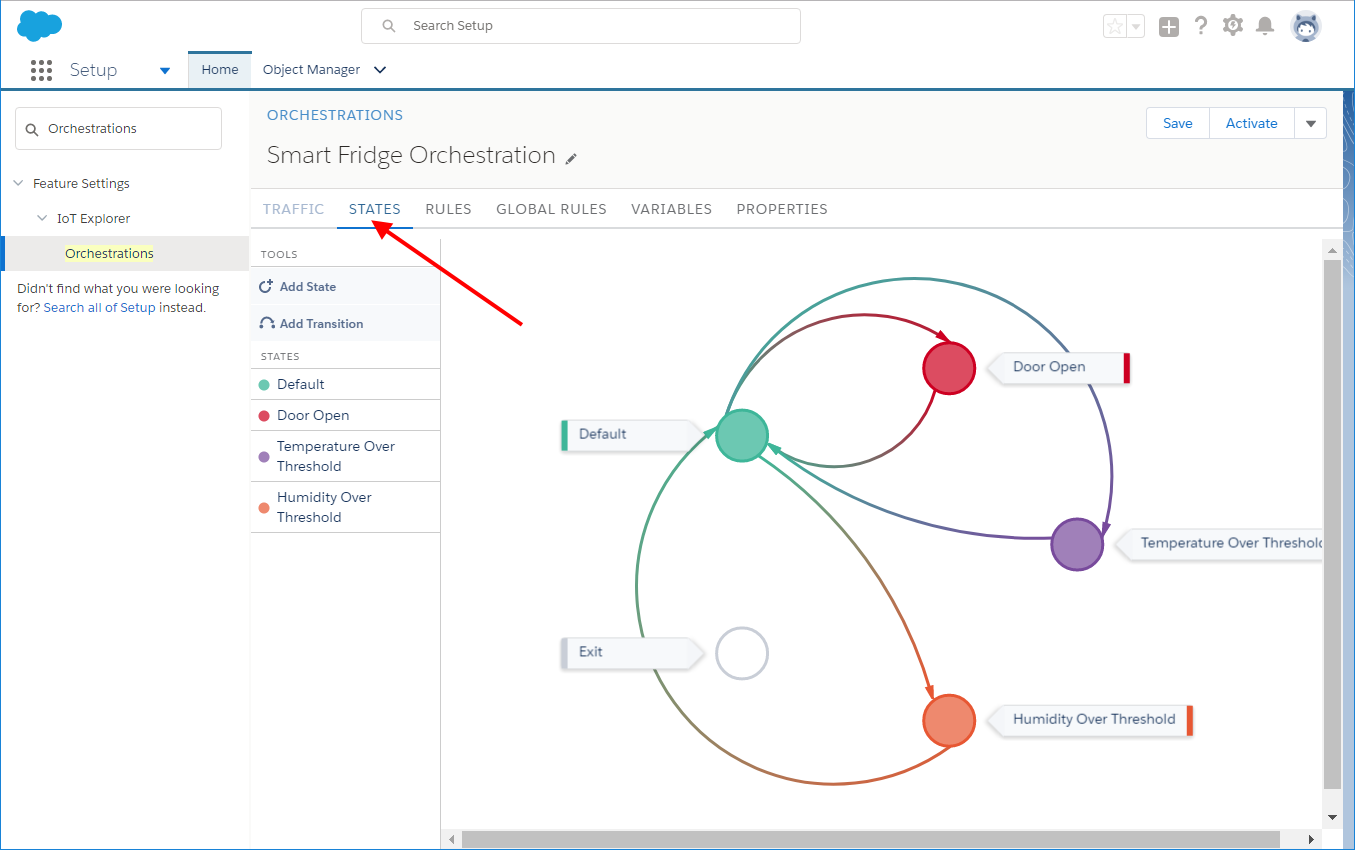 Search Setup
Setup
Home
Object Manager
Orchestrations
Feature Settings
IoT Explorer
Orchestrations
Didn't find what you were looking
for? Search all of Setup instead.
ORCHESTRATIONS
Smart Fridge Orchestration
Save
Activate
TRAFFIC
STATES
RULES
GLOBAL RULES
VARIABLES
PROPERTIES
TOOLS
Add State
Add Transition
STATES
Default
Door Open
Temperature Over
Threshold
Humidity Over
Threshold
Door Open
Default
Temperature Over Threshold
Exit
Humidity Over Threshold